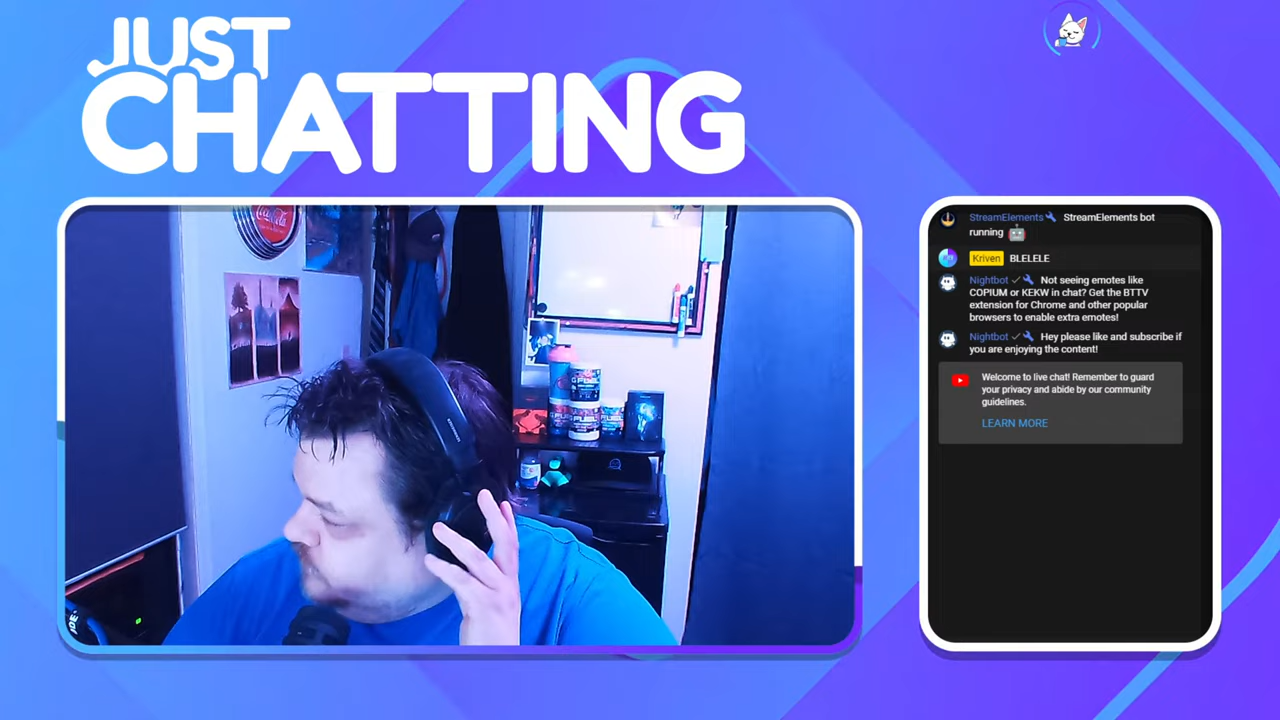 JUST
CHATTING
Coca-Cola
G FUEL
StreamElements StreamElements bot
running
Kriven BLELELE
Nightbot Not seeing emotes like
COPIUM or KEKW in chat? Get the BTTV
extension for Chrome and other popular
browsers to enable extra emotes!
Nightbot Hey please like and subscribe if
you are enjoying the content!
Welcome to live chat! Remember to guard
your privacy and abide by our community
guidelines.
LEARN MORE